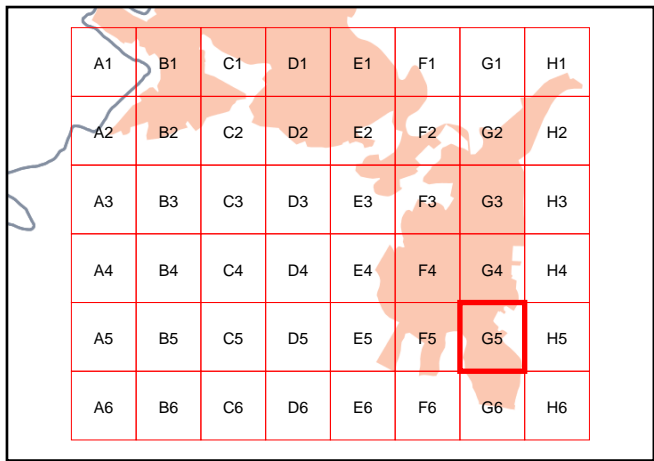 A1 B1 C1 D1 E1 F1 G1 H1
A2 B2 C2 D2 E2 F2 G2 H2
A3 B3 C3 D3 E3 F3 G3 H3
A4 B4 C4 D4 E4 F4 G4 H4
A5 B5 C5 D5 E5 F5 G5 H5
A6 B6 C6 D6 E6 F6 G6 H6